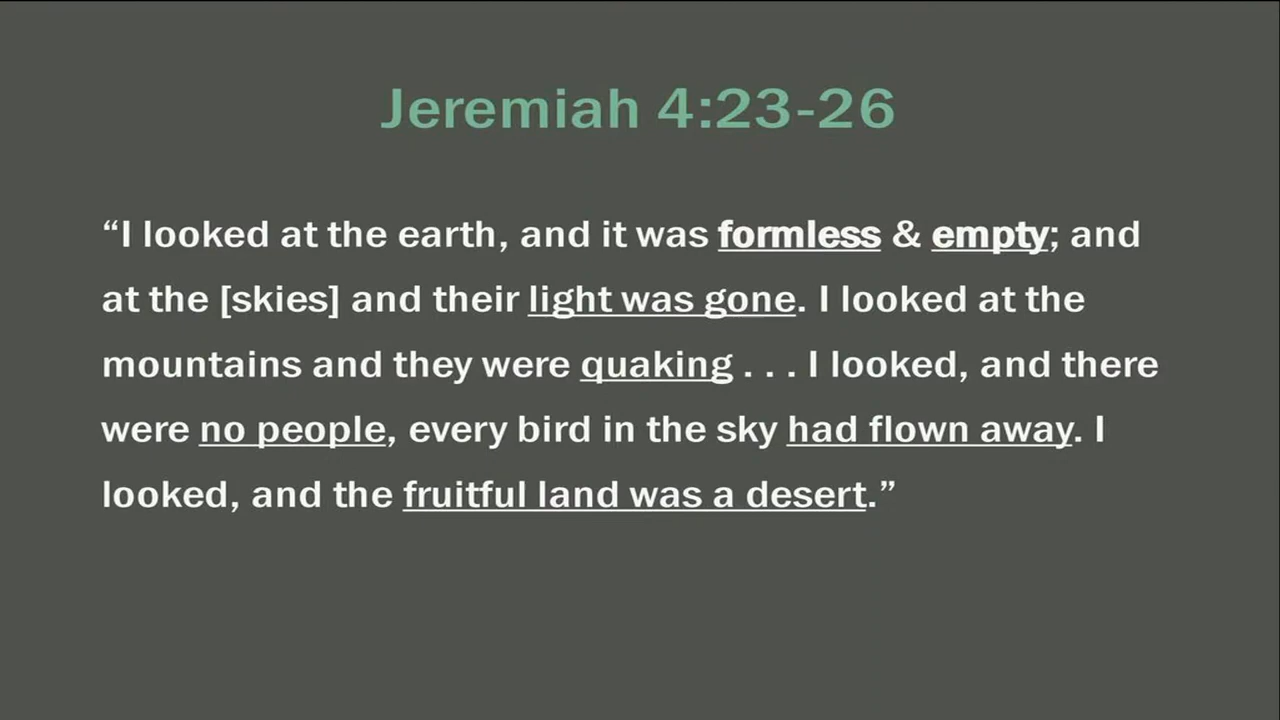 Jeremiah 4:23-26
“I looked at the earth, and it was formless & empty; and
at the [skies] and their light was gone. I looked at the
mountains and they were quaking . . . I looked, and there
were no people, every bird in the sky had flown away. I
looked, and the fruitful land was a desert.”